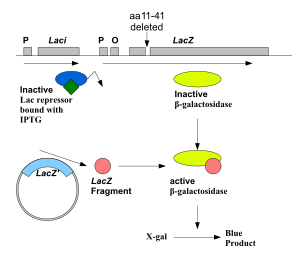 aa11-41
deleted
P Laci P O LacZ
Inactive
Lac repressor
bound with
IPTG
Inactive
β-galactosidase
LacZ'
LacZ
Fragment
active
β-galactosidase
X-gal
Blue
Product